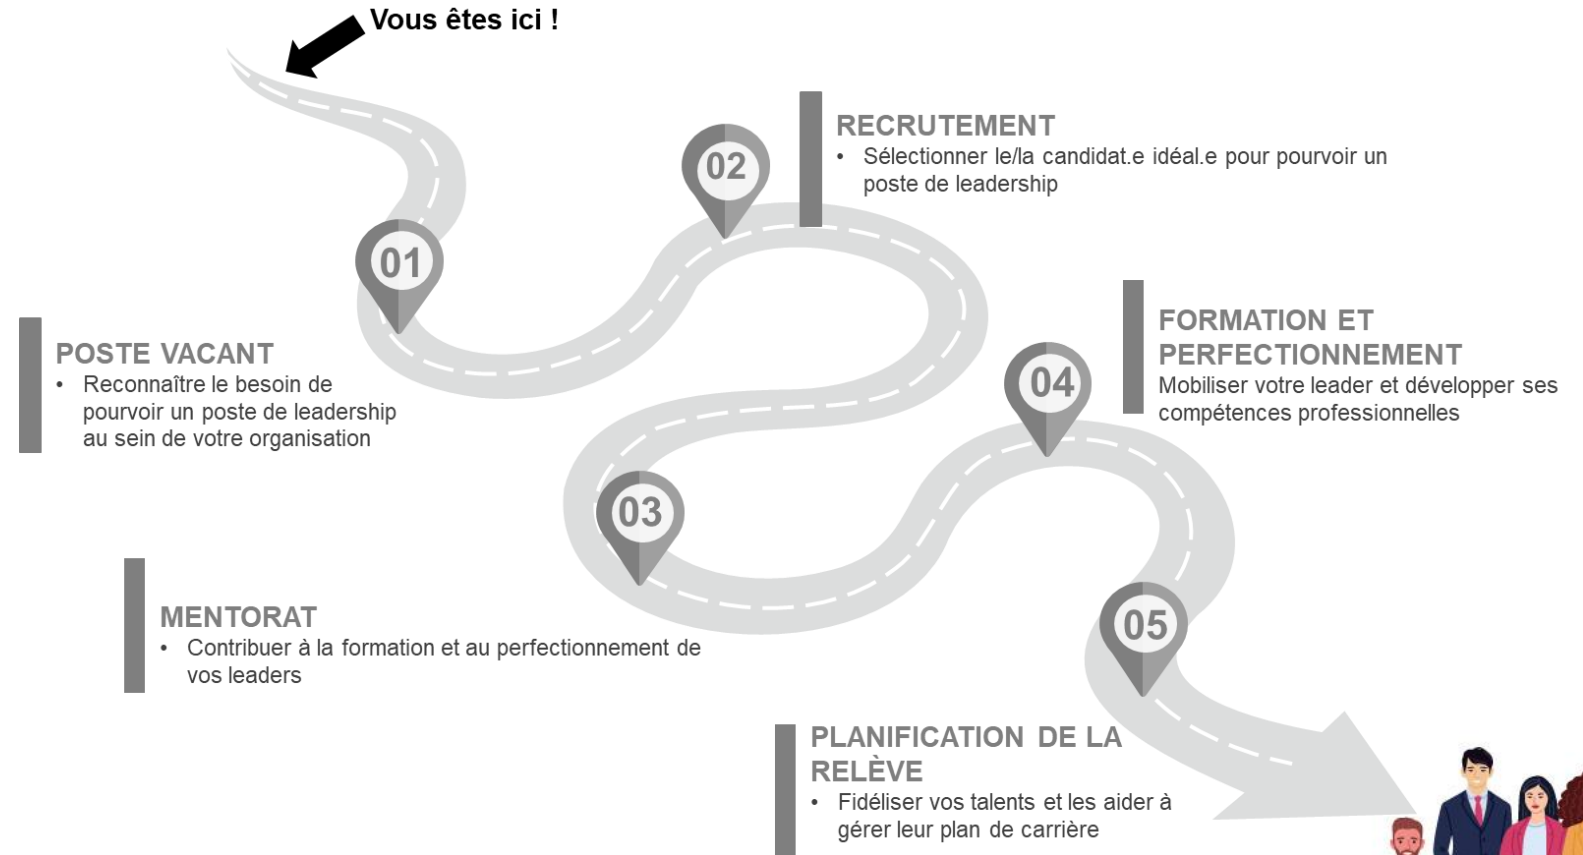 Vous êtes ici !
01
POSTE VACANT
• Reconnaître le besoin de
pourvoir un poste de leadership
au sein de votre organisation
02
RECRUTEMENT
• Sélectionner le/la candidat.e idéal.e pour pourvoir un
poste de leadership
03
MENTORAT
• Contribuer à la formation et au perfectionnement de
vos leaders
04
FORMATION ET
PERFECTIONNEMENT
Mobiliser votre leader et développer ses
compétences professionnelles
05
PLANIFICATION DE LA
RELÈVE
• Fidéliser vos talents et les aider à
gérer leur plan de carrière